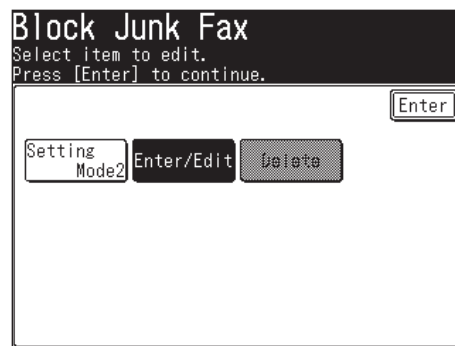 Block Junk Fax
Select item to edit.
Press [Enter] to continue.
Enter
Setting
Mode2
Enter/Edit
Delete